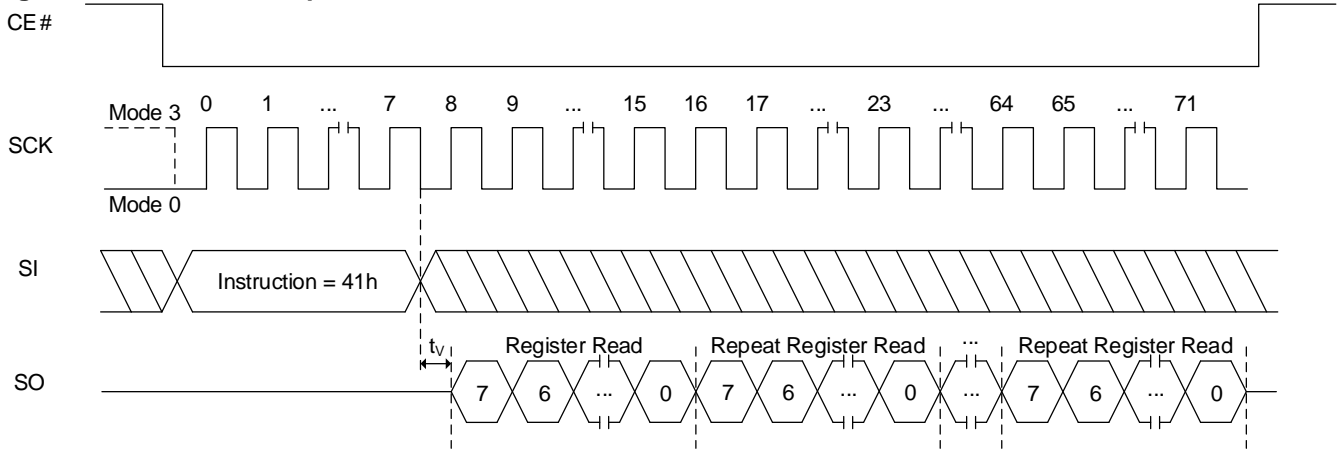 CE#
Mode 3 0 1 ... 7 8 9 ... 15 16 17 ... 23 ... 64 65 ... 71
SCK
Mode 0
SI Instruction = 41h
tV Register Read Repeat Register Read ... Repeat Register Read
SO 7 6 ... 0 7 6 ... 0 ... 7 6 ... 0